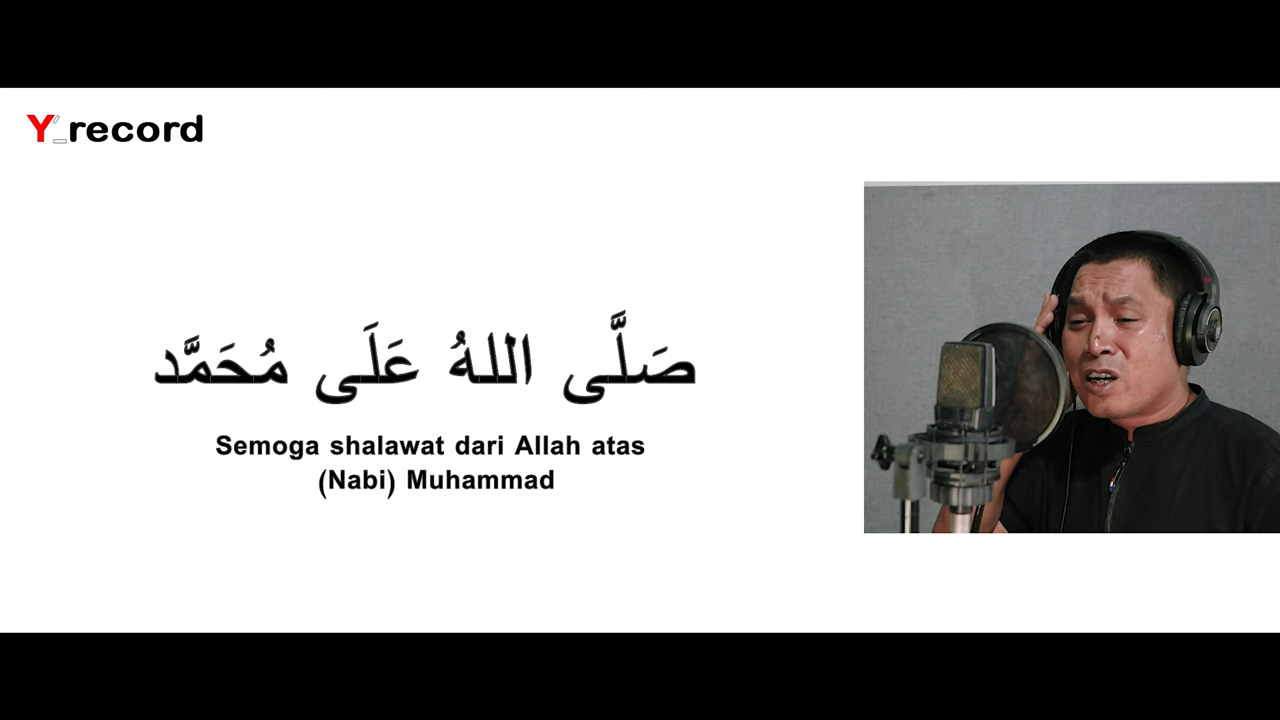 Y_record
صَلَّى اللهُ عَلَى مُحَمَّد
Semoga shalawat dari Allah atas
(Nabi) Muhammad